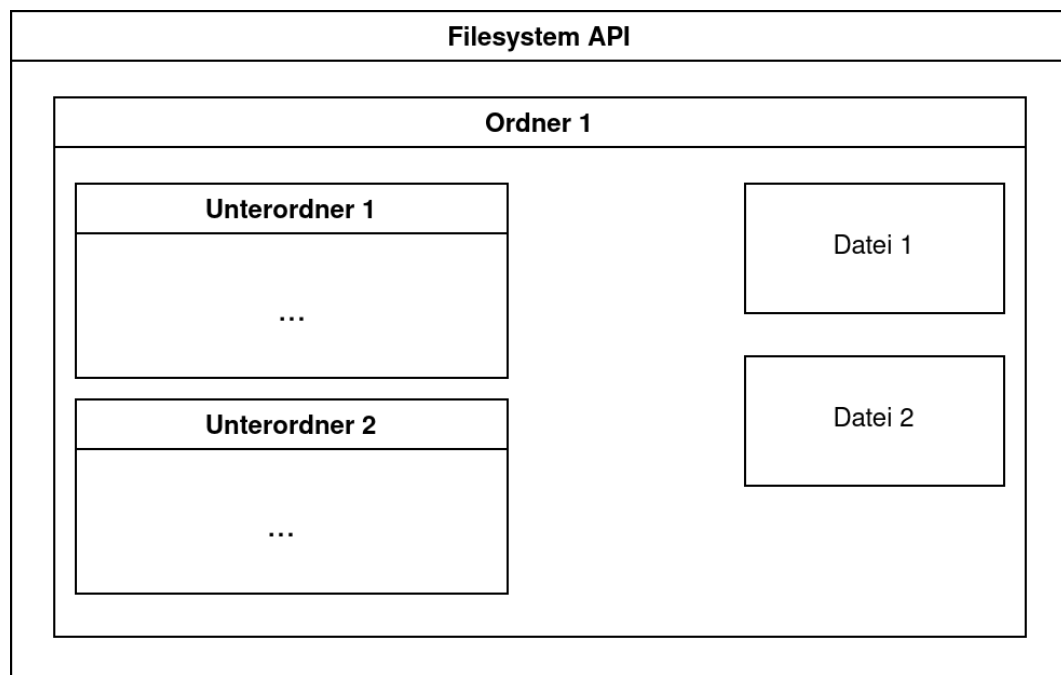 Filesystem API
Ordner 1
Unterordner 1
...
Unterordner 2
...
Datei 1
Datei 2